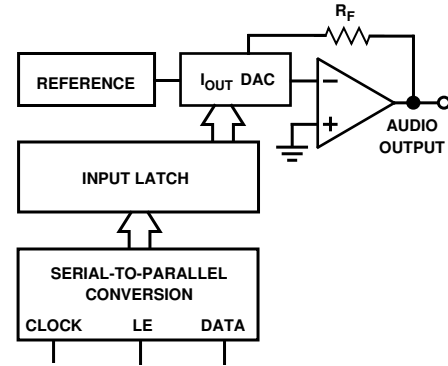 R_F
REFERENCE
I_OUT DAC
−
+
AUDIO
OUTPUT
INPUT LATCH
SERIAL-TO-PARALLEL
CONVERSION
CLOCK LE DATA